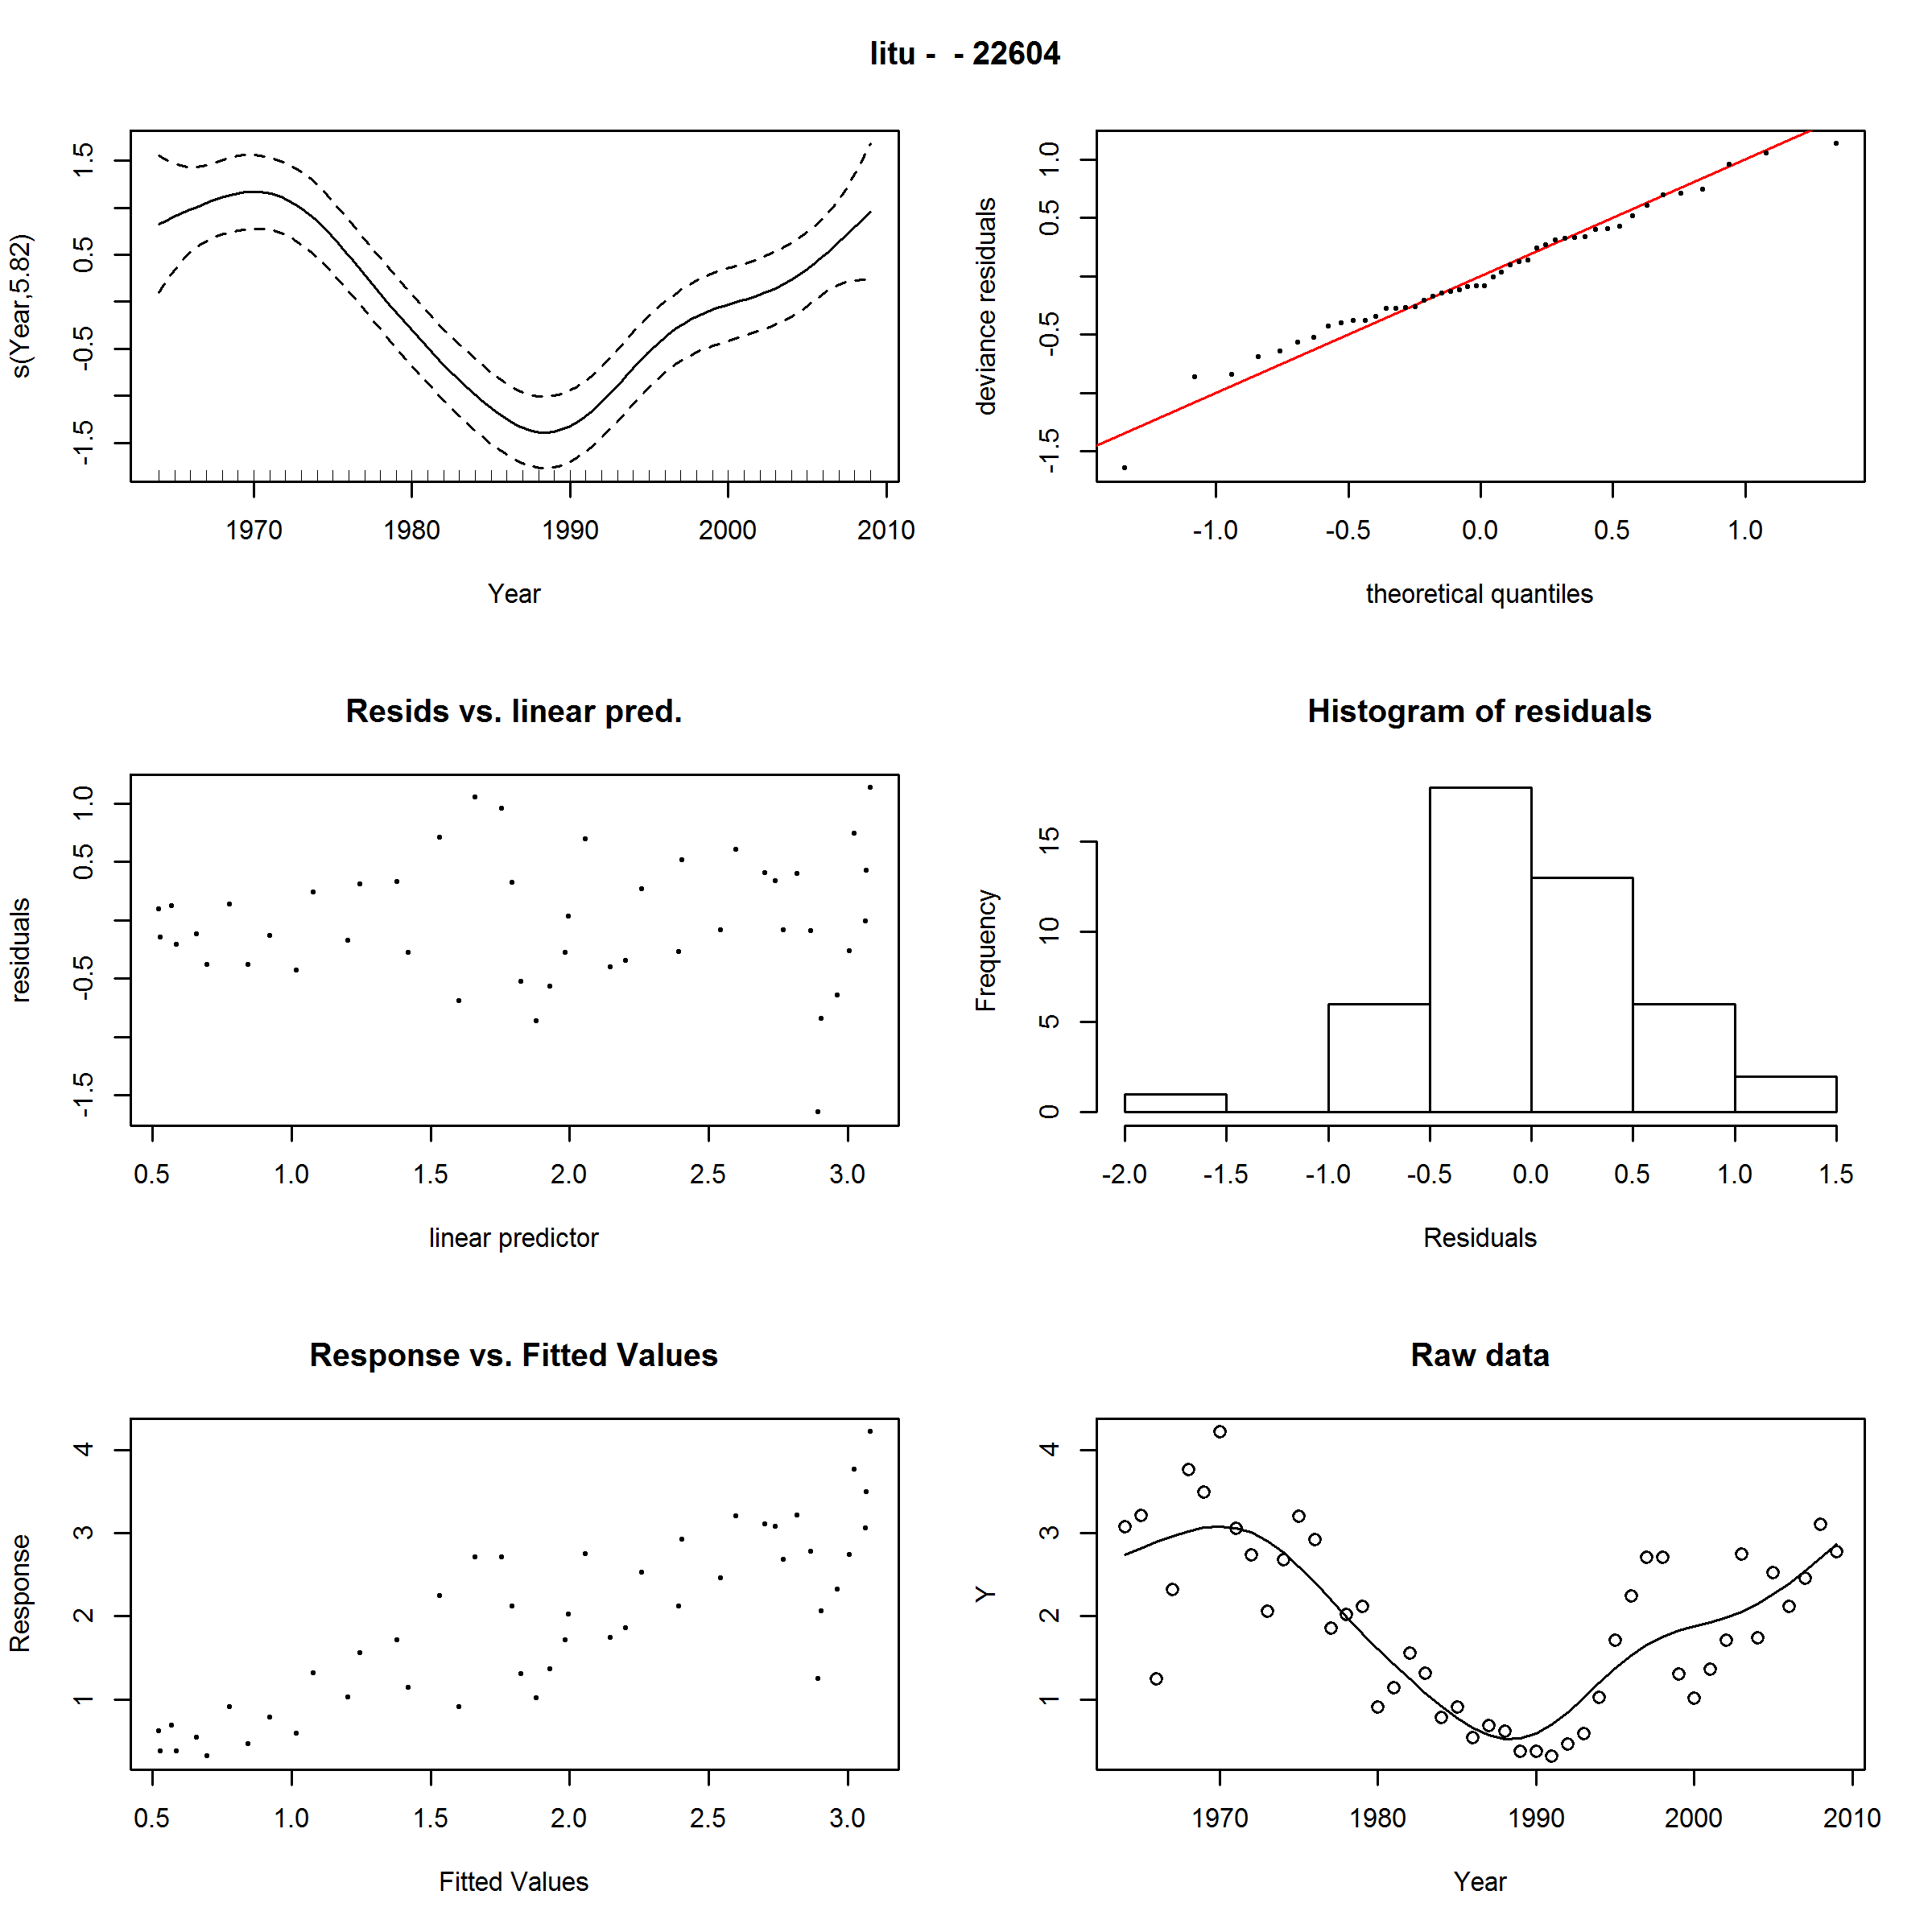 litu -  - 22604
s(Year,5.82)
-1.5 -0.5 0.5 1.5
1970 1980 1990 2000 2010
Year
deviance residuals
-1.5 -0.5 0.5 1.0
-1.0 -0.5 0.0 0.5 1.0
theoretical quantiles
Resids vs. linear pred.
residuals
-1.5 -0.5 0.5 1.0
0.5 1.0 1.5 2.0 2.5 3.0
linear predictor
Histogram of residuals
Frequency
0 5 10 15
-2.0 -1.5 -1.0 -0.5 0.0 0.5 1.0 1.5
Residuals
Response vs. Fitted Values
Response
1 2 3 4
0.5 1.0 1.5 2.0 2.5 3.0
Fitted Values
Raw data
Y
1 2 3 4
1970 1980 1990 2000 2010
Year